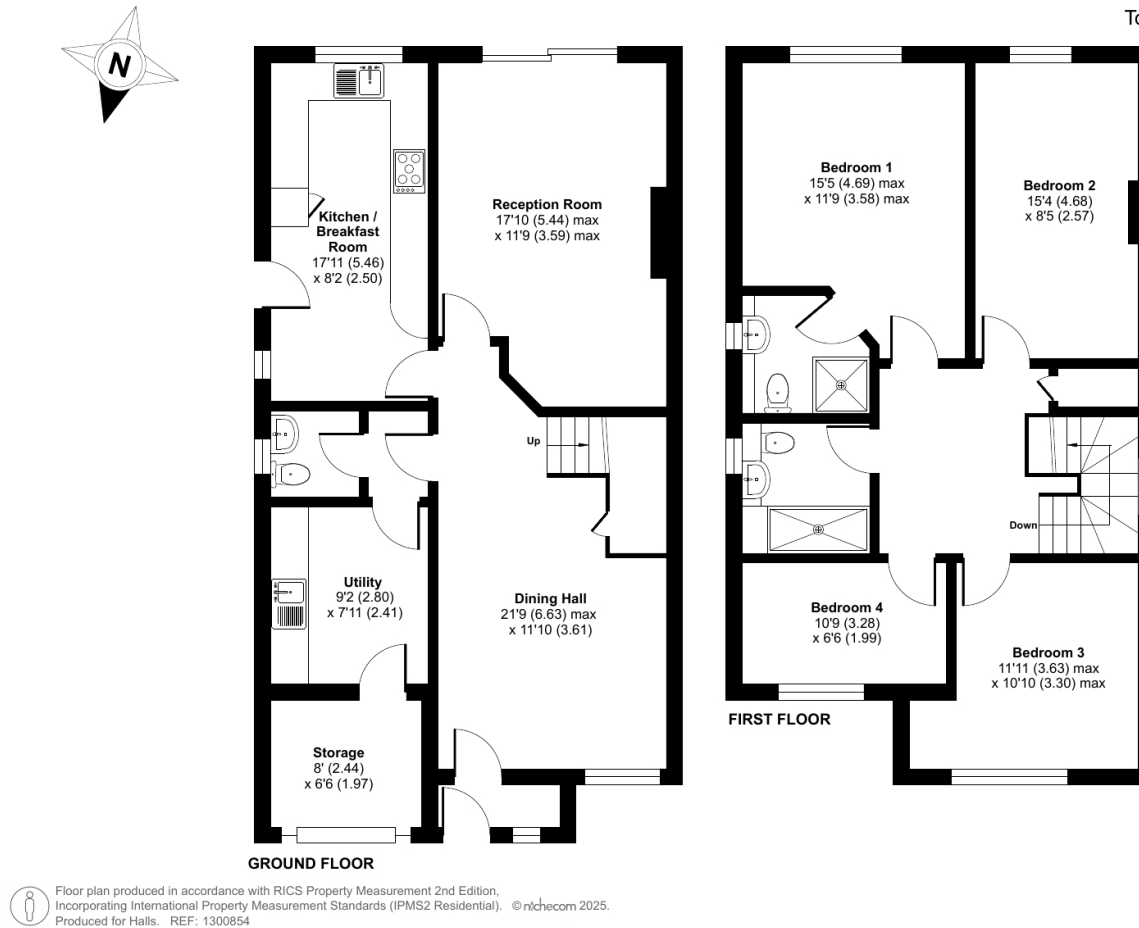 To
N
Kitchen /
Breakfast
Room
17'11 (5.46)
x 8'2 (2.50)
Reception Room
17'10 (5.44) max
x 11'9 (3.59) max
Up
Utility
9'2 (2.80)
x 7'11 (2.41)
Dining Hall
21'9 (6.63) max
x 11'10 (3.61)
Storage
8' (2.44)
x 6'6 (1.97)
GROUND FLOOR
Bedroom 1
15'5 (4.69) max
x 11'9 (3.58) max
Bedroom 2
15'4 (4.68)
x 8'5 (2.57)
Down
Bedroom 4
10'9 (3.28)
x 6'6 (1.99)
Bedroom 3
11'11 (3.63) max
x 10'10 (3.30) max
FIRST FLOOR
Floor plan produced in accordance with RICS Property Measurement 2nd Edition,
Incorporating International Property Measurement Standards (IPMS2 Residential). © nichecom 2025.
Produced for Halls. REF: 1300854